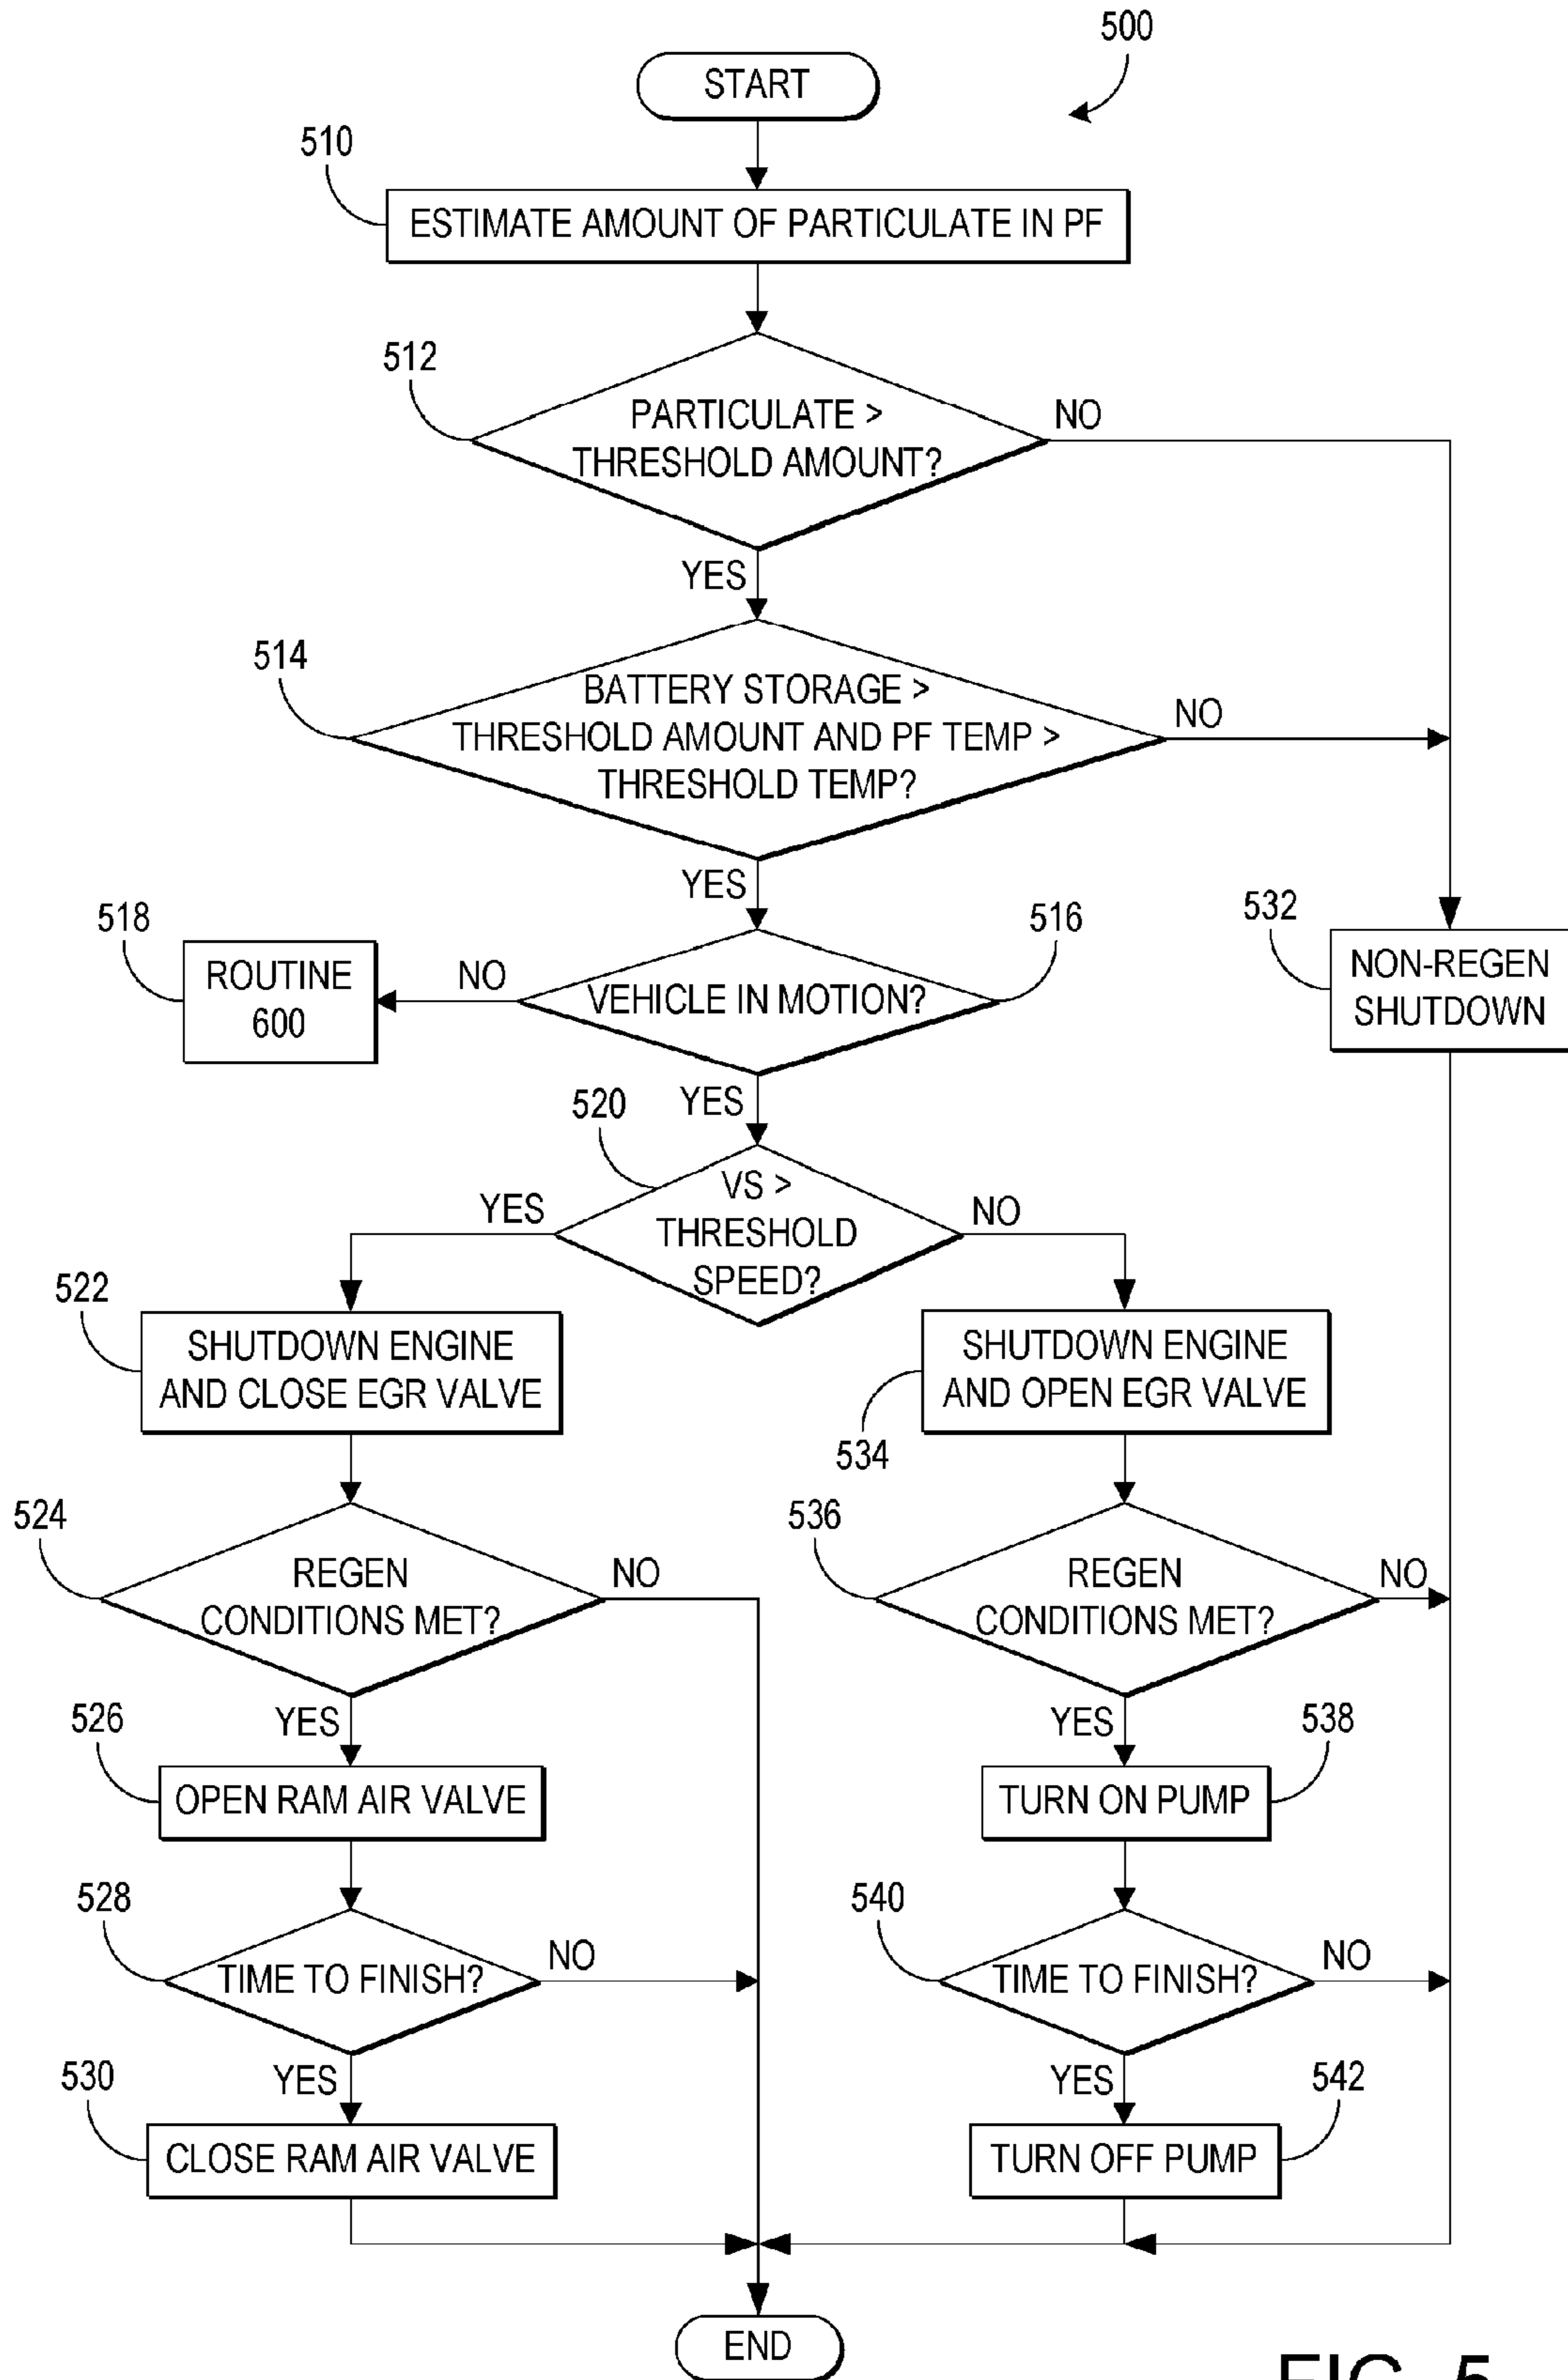 500
START
510
ESTIMATE AMOUNT OF PARTICULATE IN PF
512
PARTICULATE >
THRESHOLD AMOUNT?
NO
YES
514
BATTERY STORAGE >
THRESHOLD AMOUNT AND PF TEMP >
THRESHOLD TEMP?
NO
YES
518
ROUTINE
600
NO
VEHICLE IN MOTION?
516
532
NON-REGEN
SHUTDOWN
YES
520
VS >
THRESHOLD
SPEED?
YES
NO
522
SHUTDOWN ENGINE
AND CLOSE EGR VALVE
SHUTDOWN ENGINE
AND OPEN EGR VALVE
534
524
REGEN
CONDITIONS MET?
NO
536
REGEN
CONDITIONS MET?
NO
YES
YES
526
OPEN RAM AIR VALVE
TURN ON PUMP
538
528
TIME TO FINISH?
NO
540
TIME TO FINISH?
NO
YES
YES
530
CLOSE RAM AIR VALVE
TURN OFF PUMP
542
END
FIG. 5